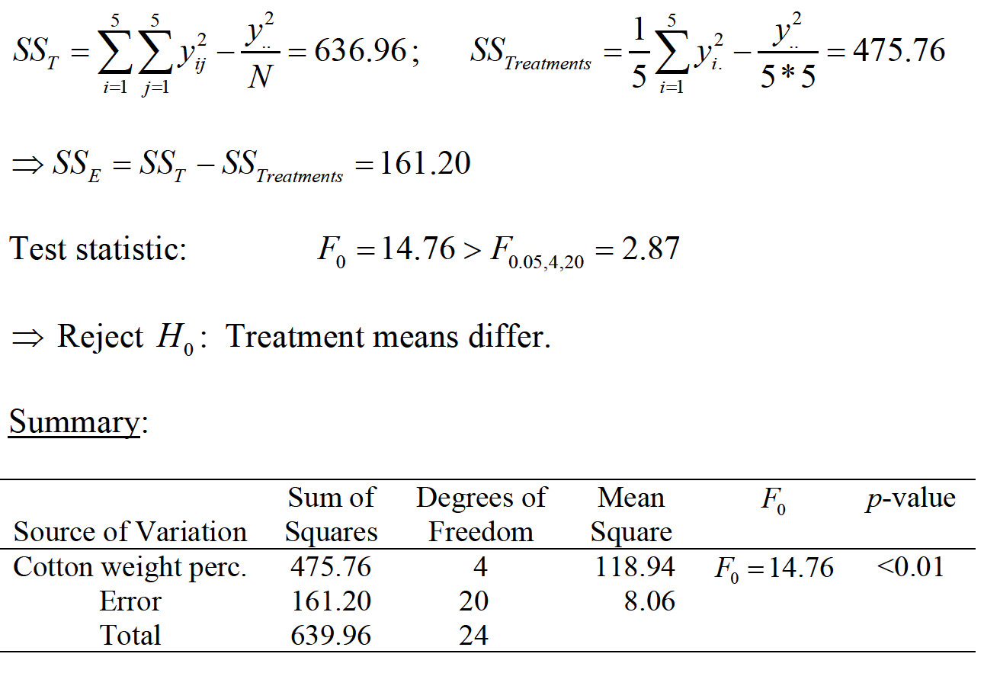 $SS_T = \sum_{i=1}^{5} \sum_{j=1}^{5} y_{ij}^2 - \frac{y_{..}^2}{N} = 636.96;$ $SS_{Treatments} = \frac{1}{5} \sum_{i=1}^{5} y_{i.}^2 - \frac{y_{..}^2}{5*5} = 475.76$
$\Rightarrow SS_E = SS_T - SS_{Treatments} = 161.20$
Test statistic: $F_0 = 14.76 > F_{0.05,4,20} = 2.87$
$\Rightarrow$ Reject $H_0$: Treatment means differ.
Summary:
Sum of Degrees of Mean $F_0$ p-value
Source of Variation Squares Freedom Square
Cotton weight perc. 475.76 4 118.94 $F_0 = 14.76$ <0.01
Error 161.20 20 8.06
Total 639.96 24